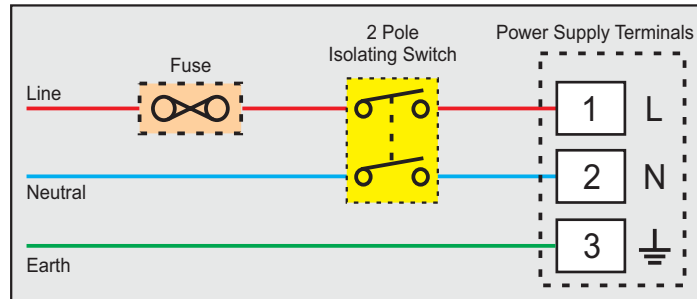 2 Pole
Isolating Switch
Power Supply Terminals
Fuse
Line
1 L
Neutral
2 N
Earth
3